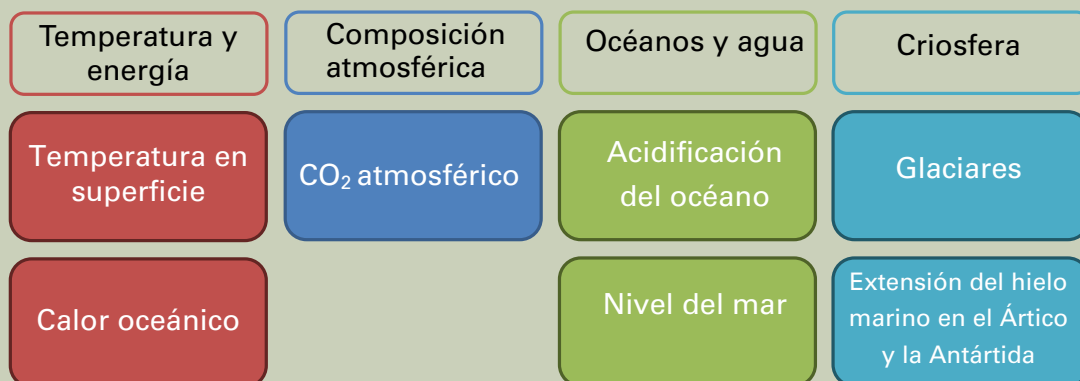 Temperatura y
energía
Composición
atmosférica
Océanos y agua
Criosfera
Temperatura en
superficie
CO₂ atmosférico
Acidificación
del océano
Glaciares
Calor oceánico
Nivel del mar
Extensión del hielo
marino en el Ártico
y la Antártida